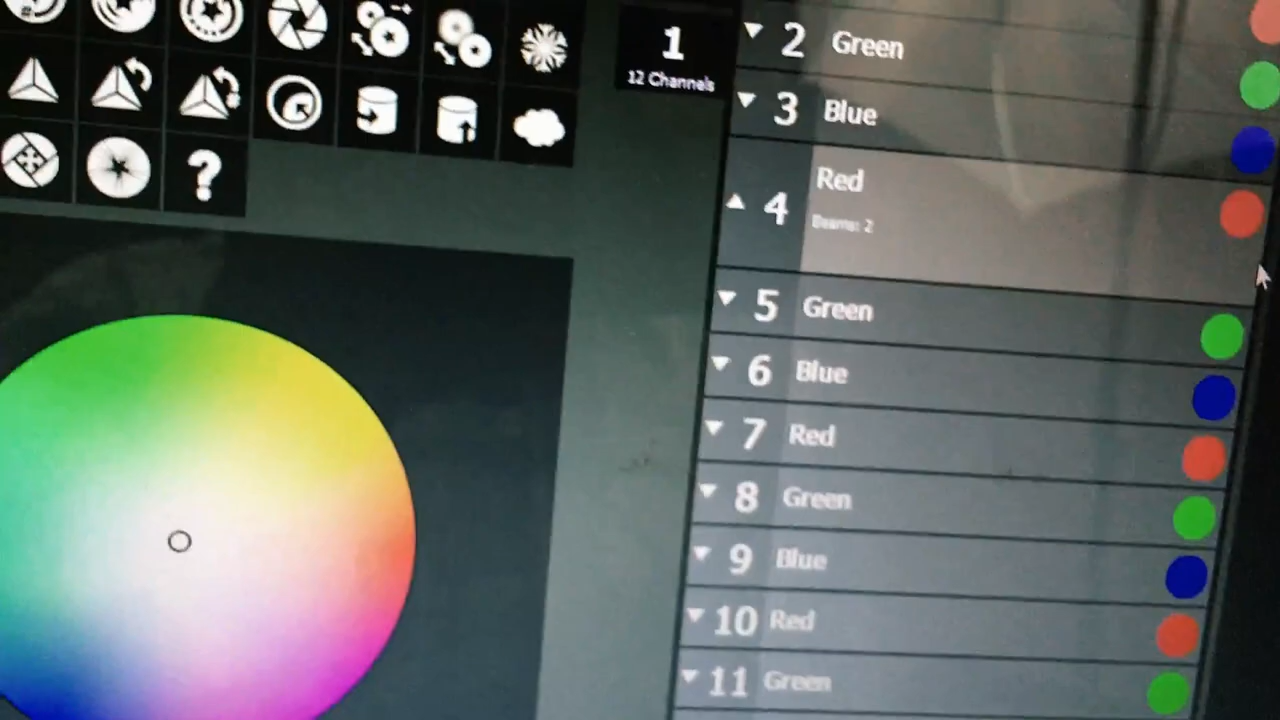 1
12 Channels
2 Green
3 Blue
4 Red
Beams: 2
5 Green
6 Blue
7 Red
8 Green
9 Blue
10 Red
11 Green
?